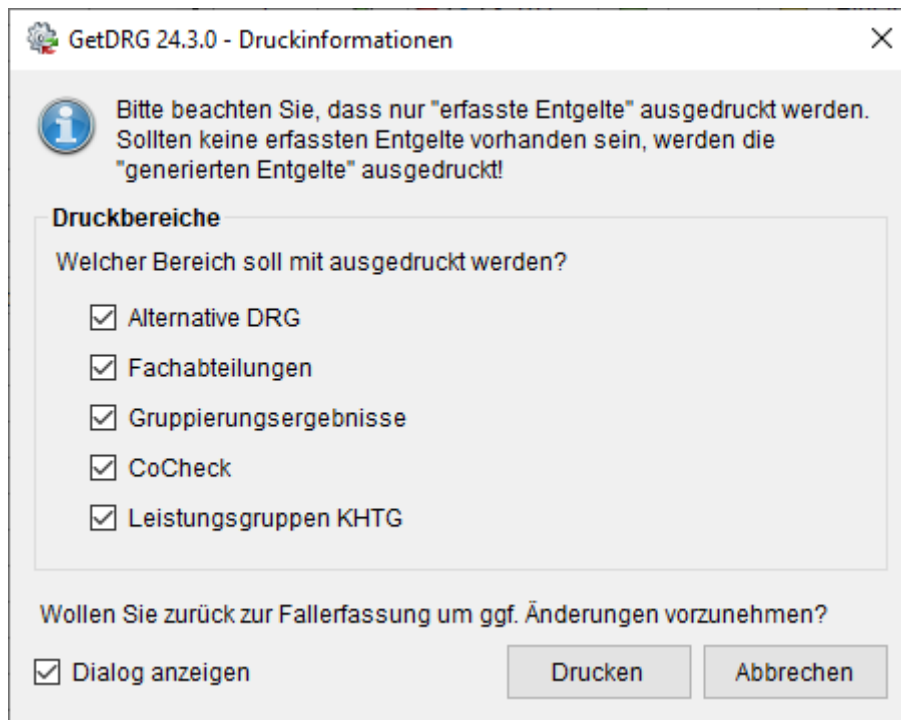 GetDRG 24.3.0 - Druckinformationen
Bitte beachten Sie, dass nur "erfasste Entgelte" ausgedruckt werden.
Sollten keine erfassten Entgelte vorhanden sein, werden die
"generierten Entgelte" ausgedruckt!
Druckbereiche
Welcher Bereich soll mit ausgedruckt werden?
Alternative DRG
Fachabteilungen
Gruppierungsergebnisse
CoCheck
Leistungsgruppen KHTG
Wollen Sie zurück zur Fallerfassung um ggf. Änderungen vorzunehmen?
Dialog anzeigen
Drucken
Abbrechen